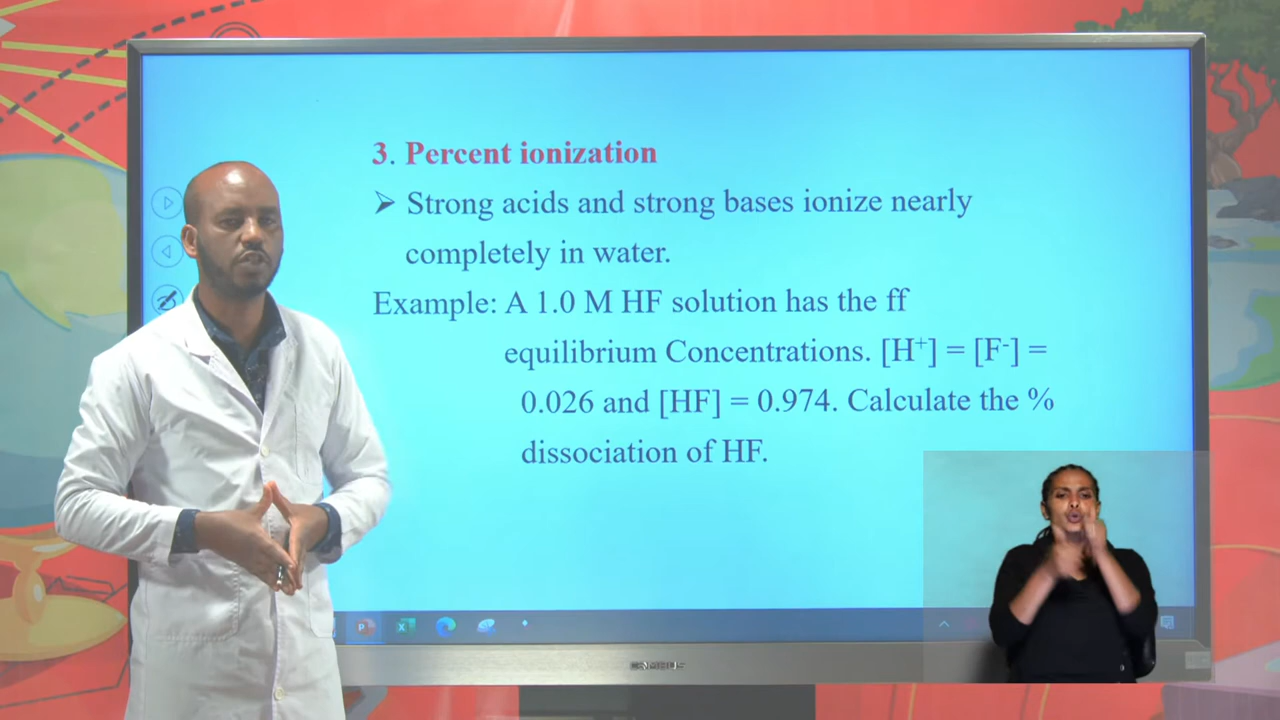 3. Percent ionization
➢ Strong acids and strong bases ionize nearly
completely in water.
Example: A 1.0 M HF solution has the ff
equilibrium Concentrations. [H⁺] = [F⁻] =
0.026 and [HF] = 0.974. Calculate the %
dissociation of HF.